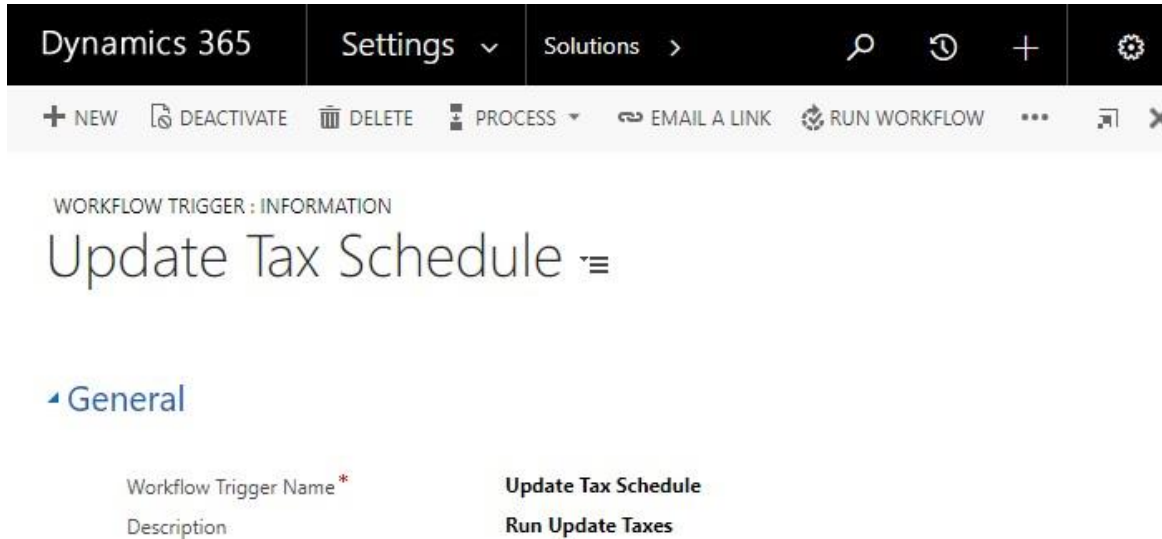 Dynamics 365 Settings Solutions >
+ NEW DEACTIVATE DELETE PROCESS EMAIL A LINK RUN WORKFLOW ...
WORKFLOW TRIGGER : INFORMATION
Update Tax Schedule
General
Workflow Trigger Name* Update Tax Schedule
Description Run Update Taxes